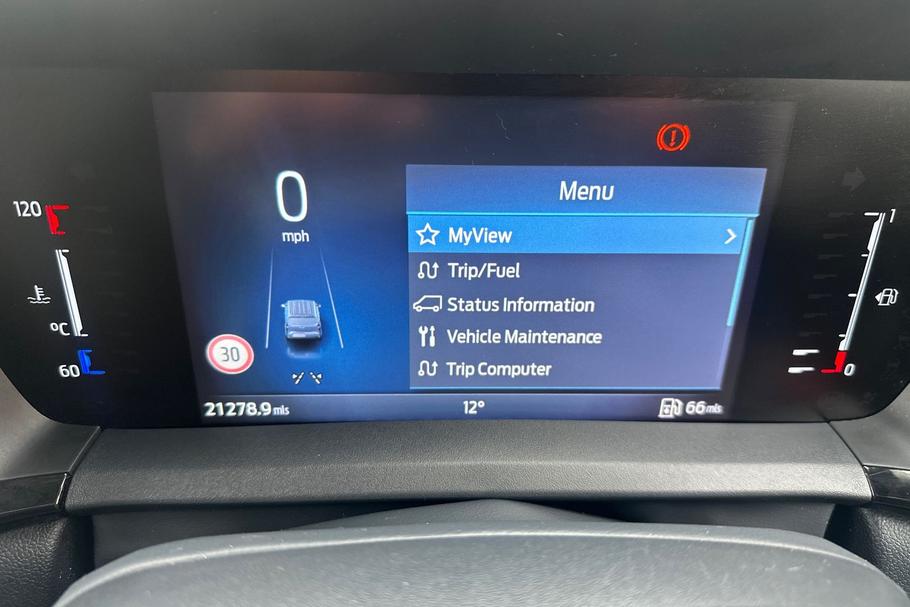 120
°C
60
0
mph
30
21278.9 mls
12°
Menu
MyView
Trip/Fuel
Status Information
Vehicle Maintenance
Trip Computer
66 mls
1
0